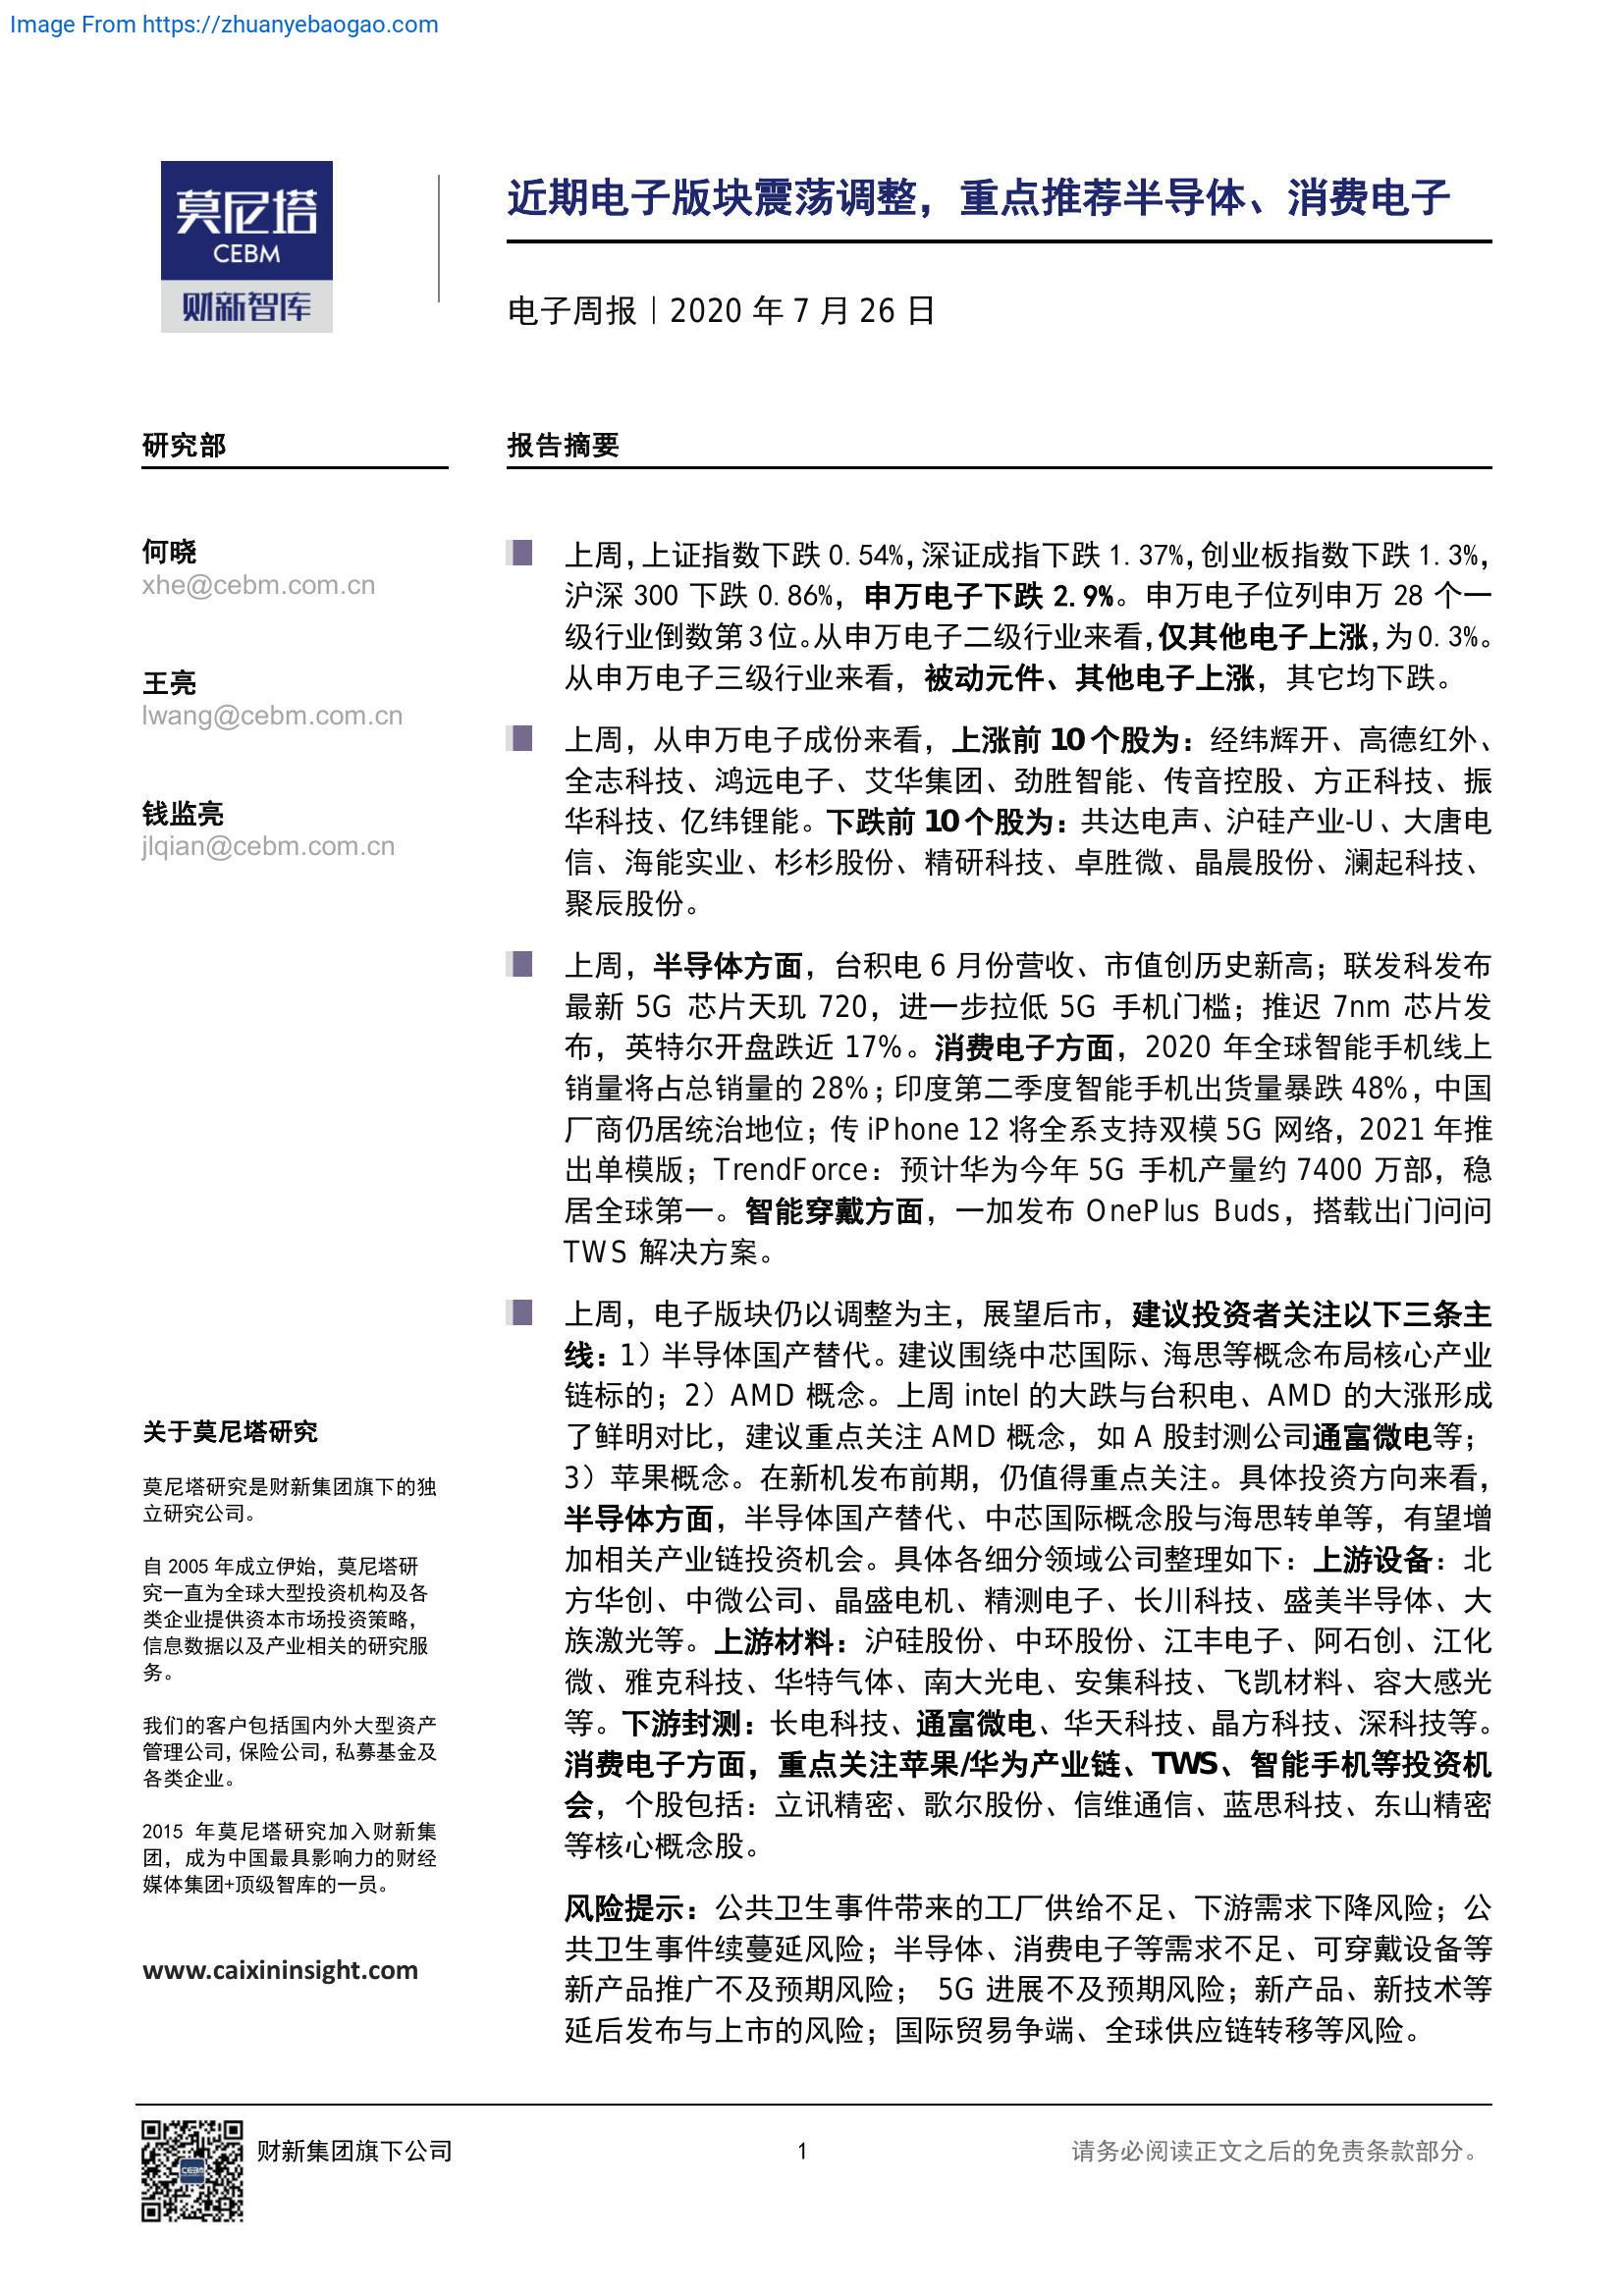 Image From https://zhuanyebaogao.com
莫尼塔
CEBM
财新智库
近期电子版块震荡调整，重点推荐半导体、消费电子
电子周报｜2020 年 7 月 26 日
研究部
何晓
xhe@cebm.com.cn
王亮
lwang@cebm.com.cn
钱监亮
jlqian@cebm.com.cn
关于莫尼塔研究
莫尼塔研究是财新集团旗下的独
立研究公司。
自 2005 年成立伊始，莫尼塔研
究一直为全球大型投资机构及各
类企业提供资本市场投资策略，
信息数据以及产业相关的研究服
务。
我们的客户包括国内外大型资产
管理公司，保险公司，私募基金及
各类企业。
2015 年莫尼塔研究加入财新集
团，成为中国最具影响力的财经
媒体集团+顶级智库的一员。
www.caixininsight.com
报告摘要
上周，上证指数下跌 0.54%，深证成指下跌 1.37%，创业板指数下跌 1.3%，
沪深 300 下跌 0.86%，申万电子下跌 2.9%。申万电子位列申万 28 个一
级行业倒数第 3 位。从申万电子二级行业来看，仅其他电子上涨，为 0.3%。
从申万电子三级行业来看，被动元件、其他电子上涨，其它均下跌。
上周，从申万电子成份来看，上涨前 10 个股为：经纬辉开、高德红外、
全志科技、鸿远电子、艾华集团、劲胜智能、传音控股、方正科技、振
华科技、亿纬锂能。下跌前 10 个股为：共达电声、沪硅产业-U、大唐电
信、海能实业、杉杉股份、精研科技、卓胜微、晶晨股份、澜起科技、
聚辰股份。
上周，半导体方面，台积电 6 月份营收、市值创历史新高；联发科发布
最新 5G 芯片天玑 720，进一步拉低 5G 手机门槛；推迟 7nm 芯片发
布，英特尔开盘跌近 17%。消费电子方面，2020 年全球智能手机线上
销量将占总销量的 28%；印度第二季度智能手机出货量暴跌 48%，中国
厂商仍居统治地位；传 iPhone 12 将全系支持双模 5G 网络，2021 年推
出单模版；TrendForce：预计华为今年 5G 手机产量约 7400 万部，稳
居全球第一。智能穿戴方面，一加发布 OnePlus Buds，搭载出门问问
TWS 解决方案。
上周，电子版块仍以调整为主，展望后市，建议投资者关注以下三条主
线：1）半导体国产替代。建议围绕中芯国际、海思等概念布局核心产业
链标的；2）AMD 概念。上周 intel 的大跌与台积电、AMD 的大涨形成
了鲜明对比，建议重点关注 AMD 概念，如 A 股封测公司通富微电等；
3）苹果概念。在新机发布前期，仍值得重点关注。具体投资方向来看，
半导体方面，半导体国产替代、中芯国际概念股与海思转单等，有望增
加相关产业链投资机会。具体各细分领域公司整理如下：上游设备：北
方华创、中微公司、晶盛电机、精测电子、长川科技、盛美半导体、大
族激光等。上游材料：沪硅股份、中环股份、江丰电子、阿石创、江化
微、雅克科技、华特气体、南大光电、安集科技、飞凯材料、容大感光
等。下游封测：长电科技、通富微电、华天科技、晶方科技、深科技等。
消费电子方面，重点关注苹果/华为产业链、TWS、智能手机等投资机
会，个股包括：立讯精密、歌尔股份、信维通信、蓝思科技、东山精密
等核心概念股。
风险提示：公共卫生事件带来的工厂供给不足、下游需求下降风险；公
共卫生事件续蔓延风险；半导体、消费电子等需求不足、可穿戴设备等
新产品推广不及预期风险； 5G 进展不及预期风险；新产品、新技术等
延后发布与上市的风险；国际贸易争端、全球供应链转移等风险。
CEBM
财新集团旗下公司
1
请务必阅读正文之后的免责条款部分。